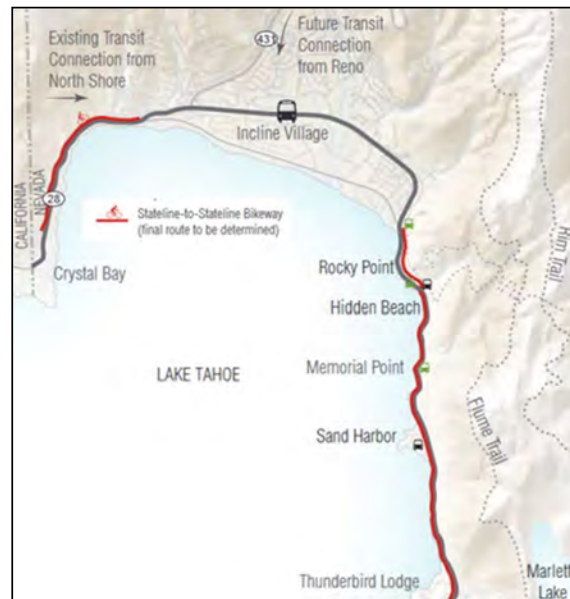 Existing Transit
Connection from
North Shore
431
Future Transit
Connection
from Reno
Incline Village
CALIFORNIA
NEVADA
28
Stateline-to-Stateline Bikeway
(final route to be determined)
Crystal Bay
Rocky Point
Hidden Beach
Rim Trail
LAKE TAHOE
Memorial Point
Flume Trail
Sand Harbor
Thunderbird Lodge
Marlett
Lake